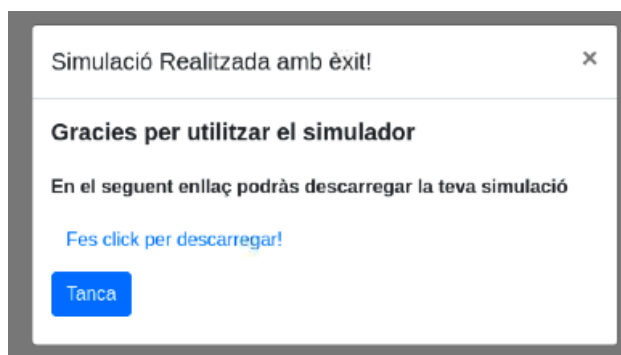 Simulació Realitzada amb èxit! ×
Gracies per utilitzar el simulador
En el seguent enllaç podràs descarregar la teva simulació
Fes click per descarregar!
Tanca